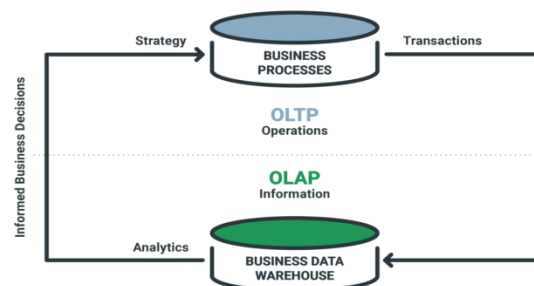 Strategy
BUSINESS
PROCESSES
Transactions
OLTP
Operations
Informed Business Decisions
OLAP
Information
Analytics
BUSINESS DATA
WAREHOUSE